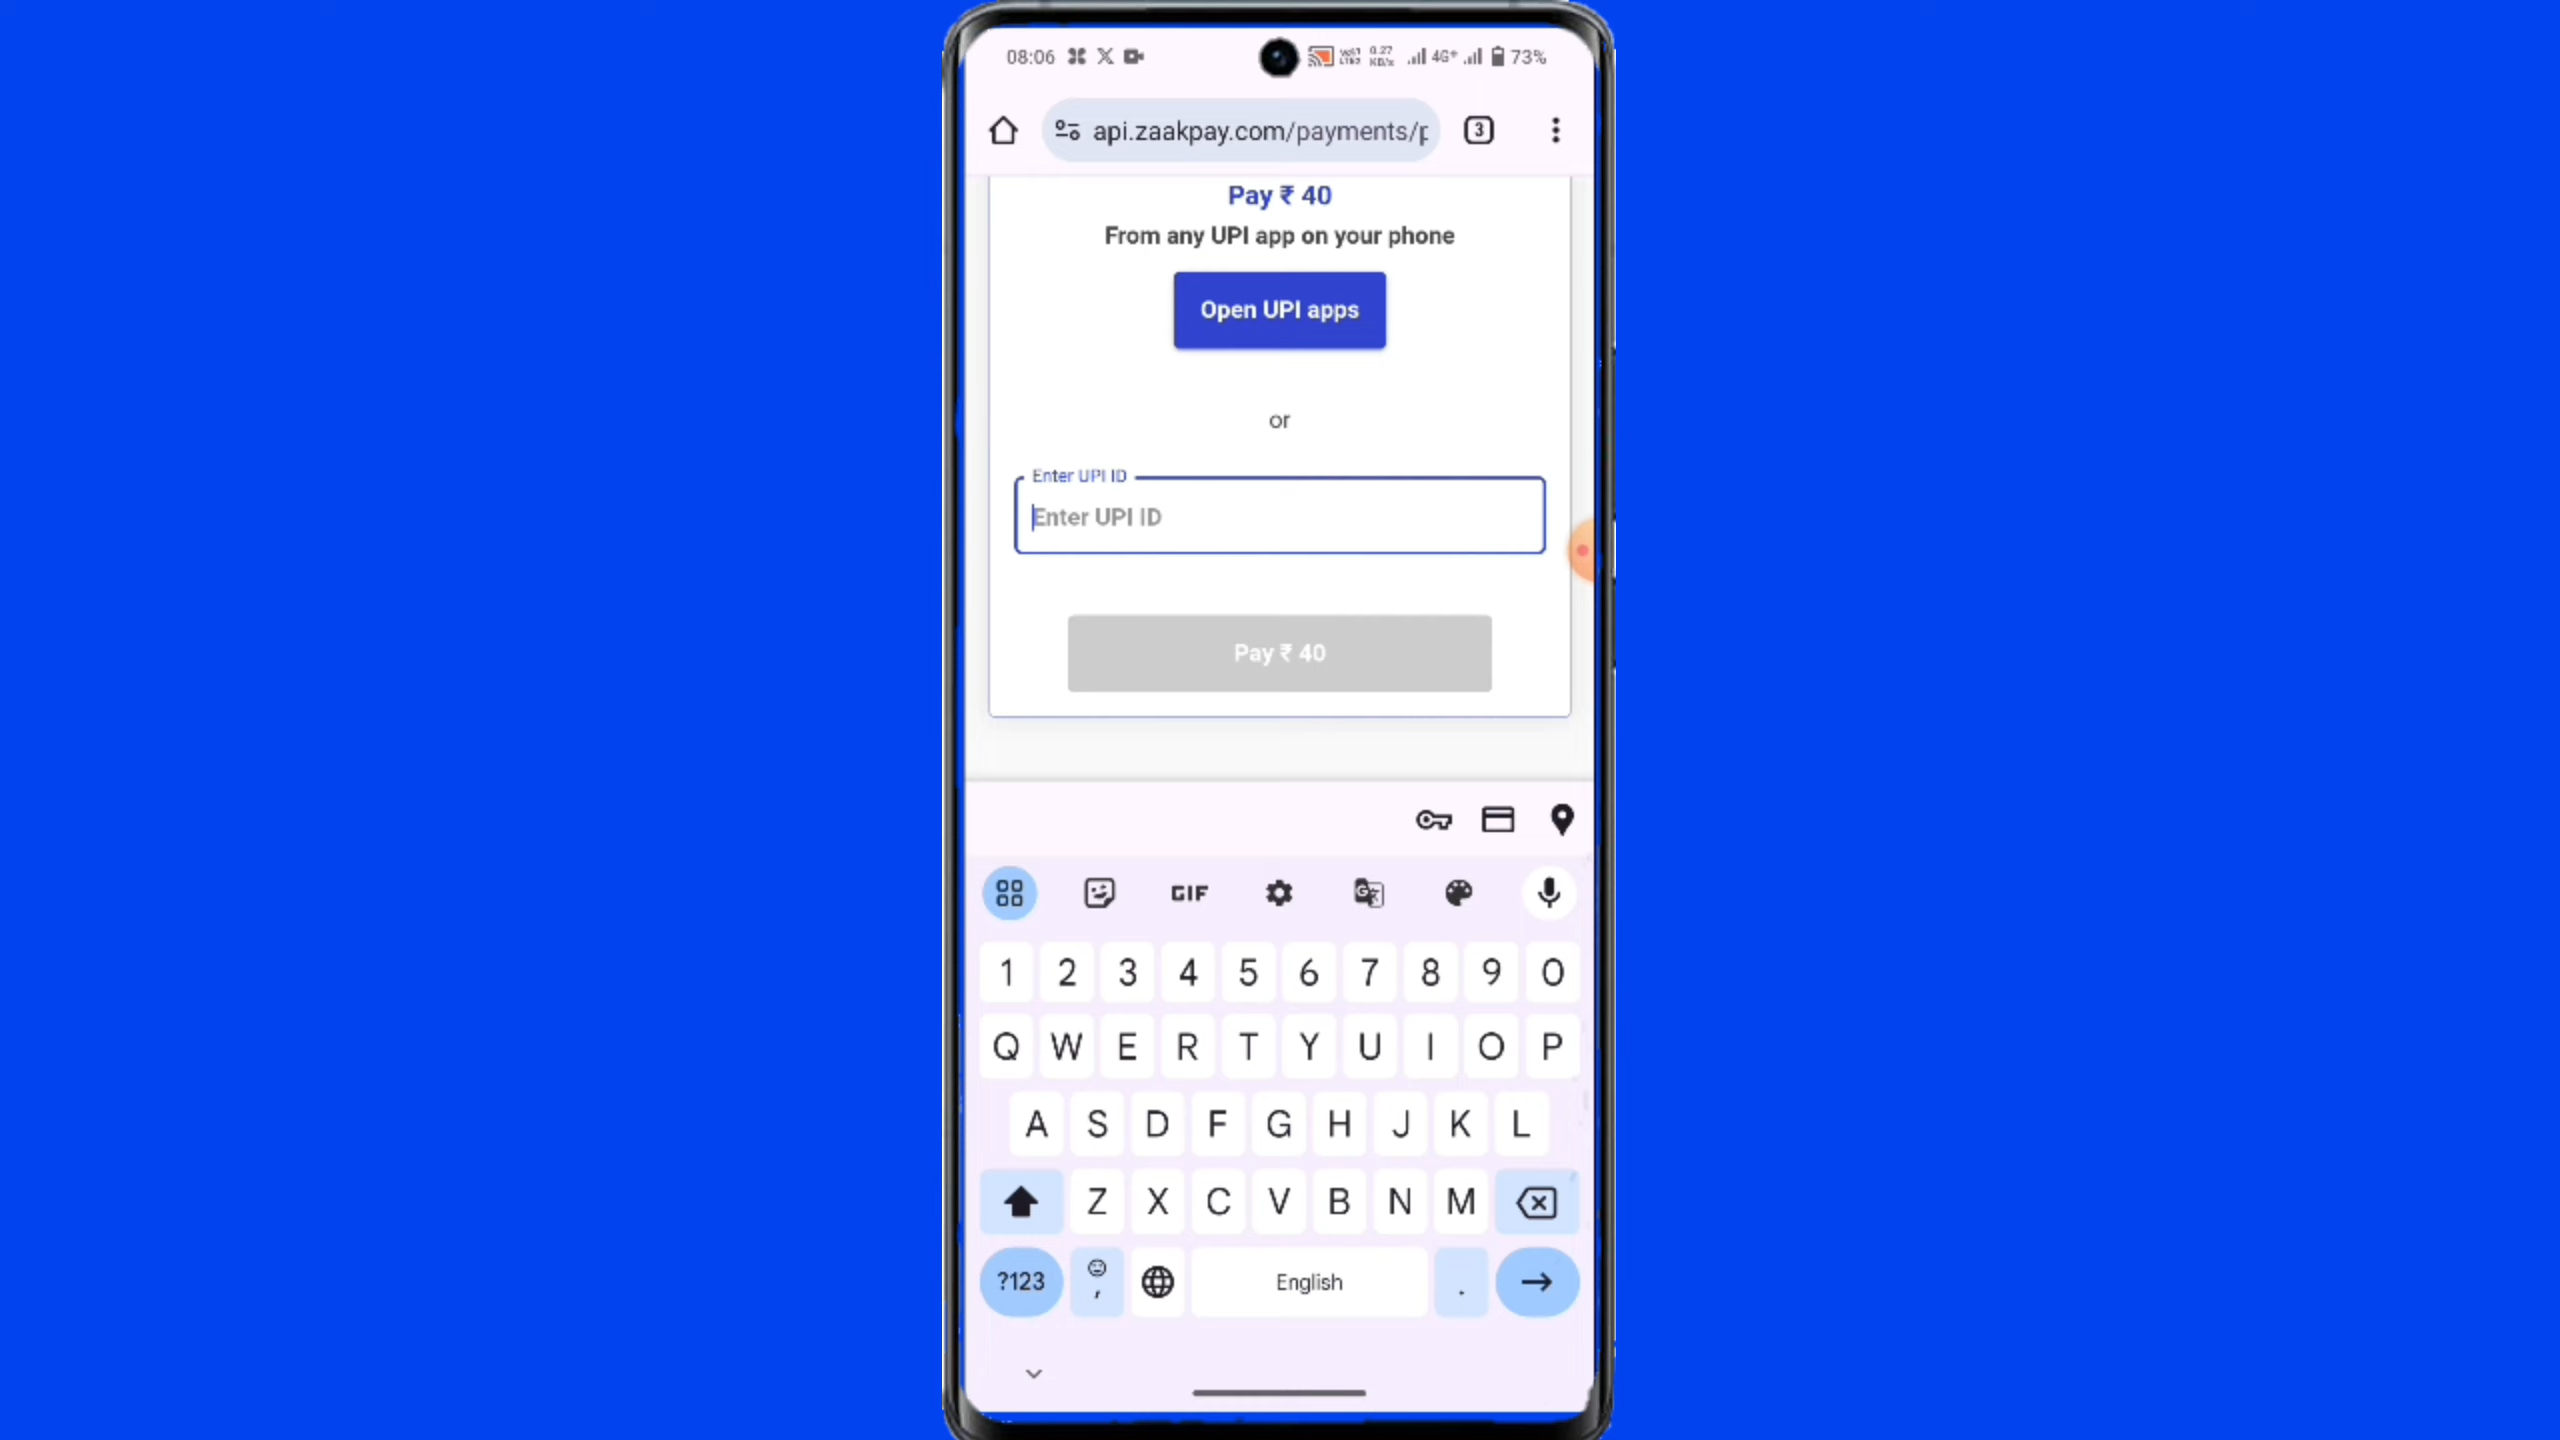 08:06
4G+ 73%
api.zaakpay.com/payments/p
3
Pay ₹ 40
From any UPI app on your phone
Open UPI apps
or
Enter UPI ID
Enter UPI ID
Pay ₹ 40
GIF
1 2 3 4 5 6 7 8 9 0
Q W E R T Y U I O P
A S D F G H J K L
Z X C V B N M
?123 , English .